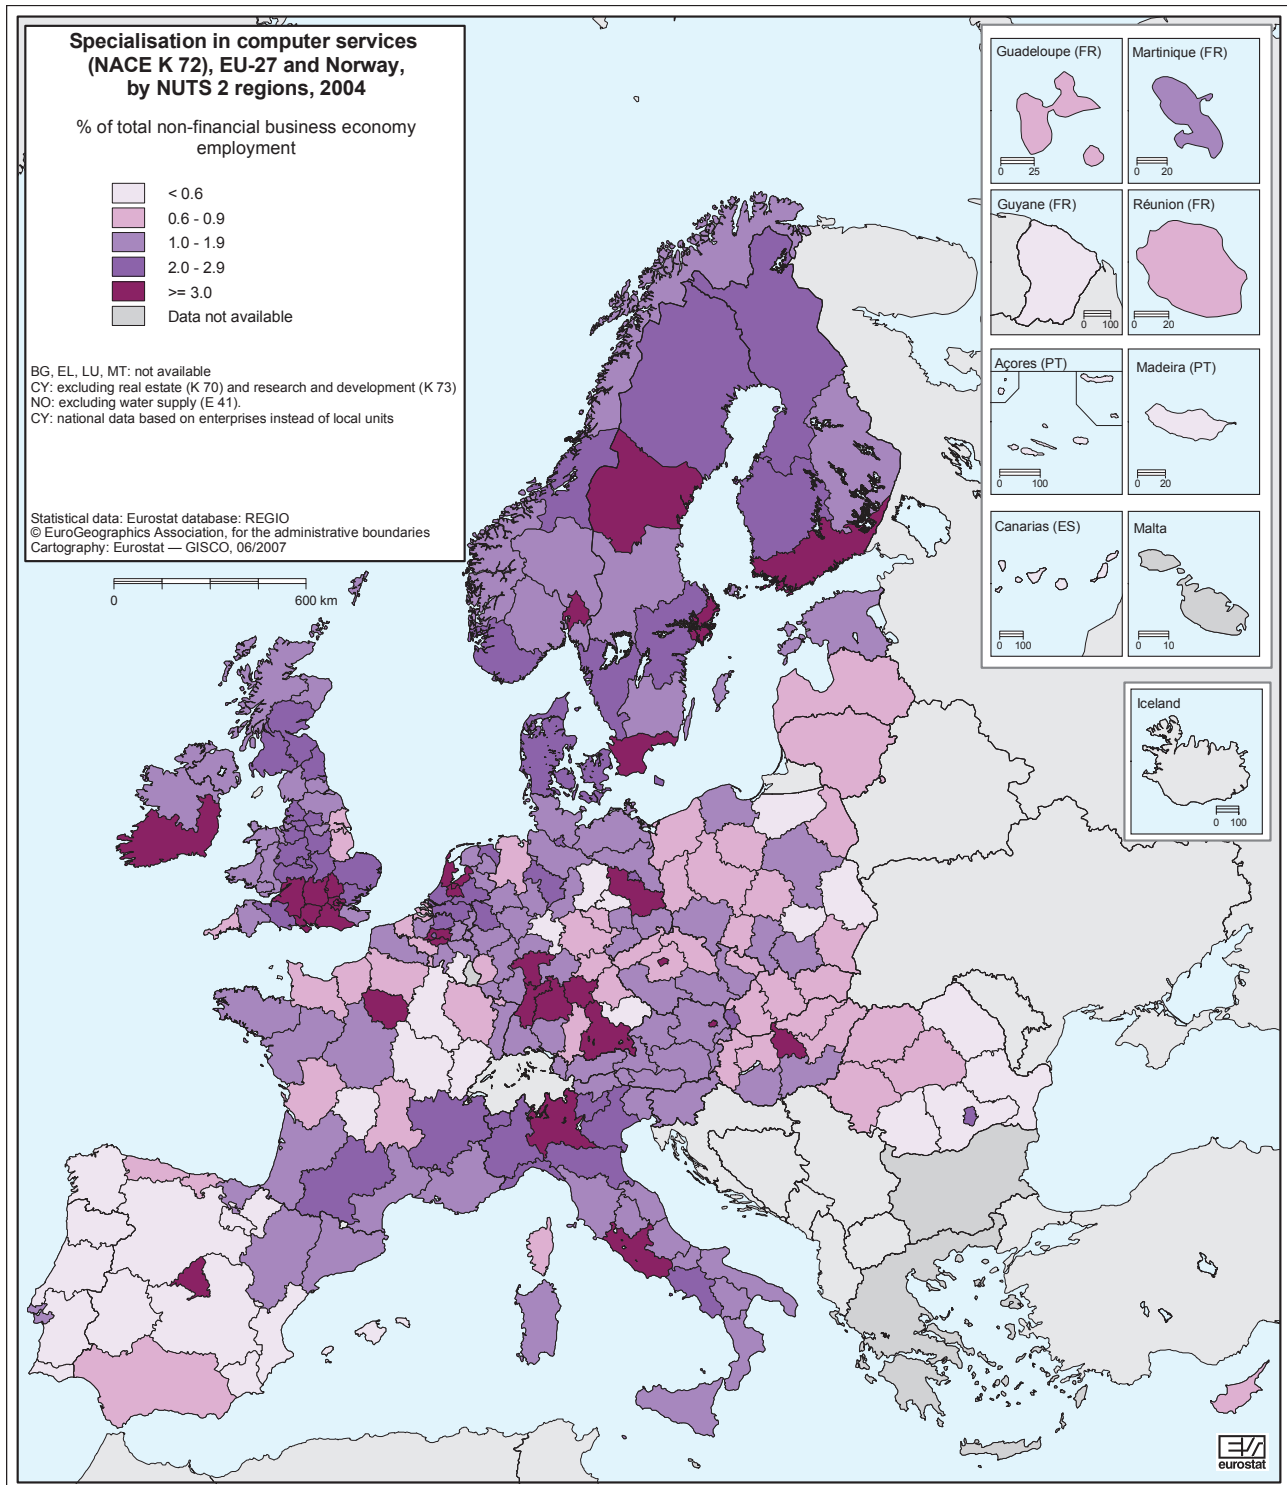 Specialisation in computer services
(NACE K 72), EU-27 and Norway,
by NUTS 2 regions, 2004
% of total non-financial business economy
employment
< 0.6
0.6 - 0.9
1.0 - 1.9
2.0 - 2.9
>= 3.0
Data not available
BG, EL, LU, MT: not available
CY: excluding real estate (K 70) and research and development (K 73)
NO: excluding water supply (E 41).
CY: national data based on enterprises instead of local units
Statistical data: Eurostat database: REGIO
© EuroGeographics Association, for the administrative boundaries
Cartography: Eurostat — GISCO, 06/2007
0 600 km
Guadeloupe (FR)
0 25
Martinique (FR)
0 20
Guyane (FR)
0 100
Réunion (FR)
0 20
Açores (PT)
0 100
Madeira (PT)
0 20
Canarias (ES)
0 100
Malta
0 10
Iceland
0 100
eurostat